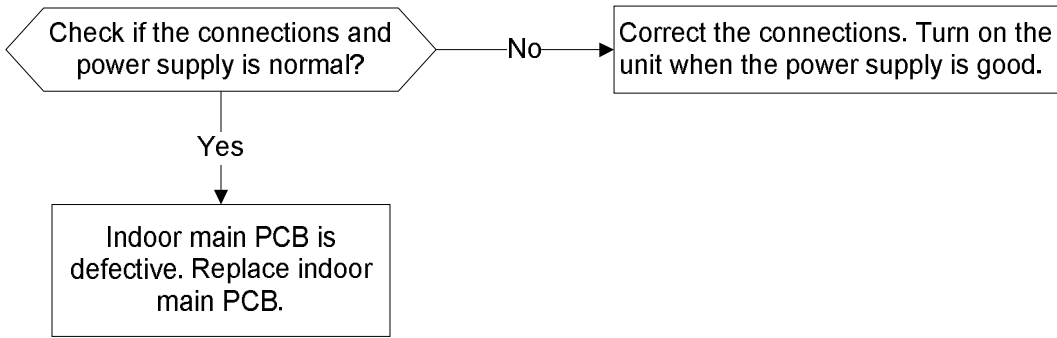 Check if the connections and
power supply is normal?
No
Correct the connections. Turn on the
unit when the power supply is good.
Yes
Indoor main PCB is
defective. Replace indoor
main PCB.